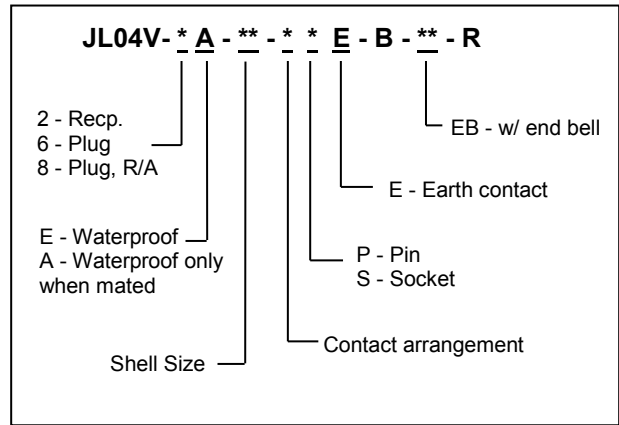 JL04V- * A - ** - * * E - B - ** - R
2 - Recp.
6 - Plug
8 - Plug, R/A
EB - w/ end bell
E - Earth contact
E - Waterproof
A - Waterproof only
when mated
P - Pin
S - Socket
Contact arrangement
Shell Size